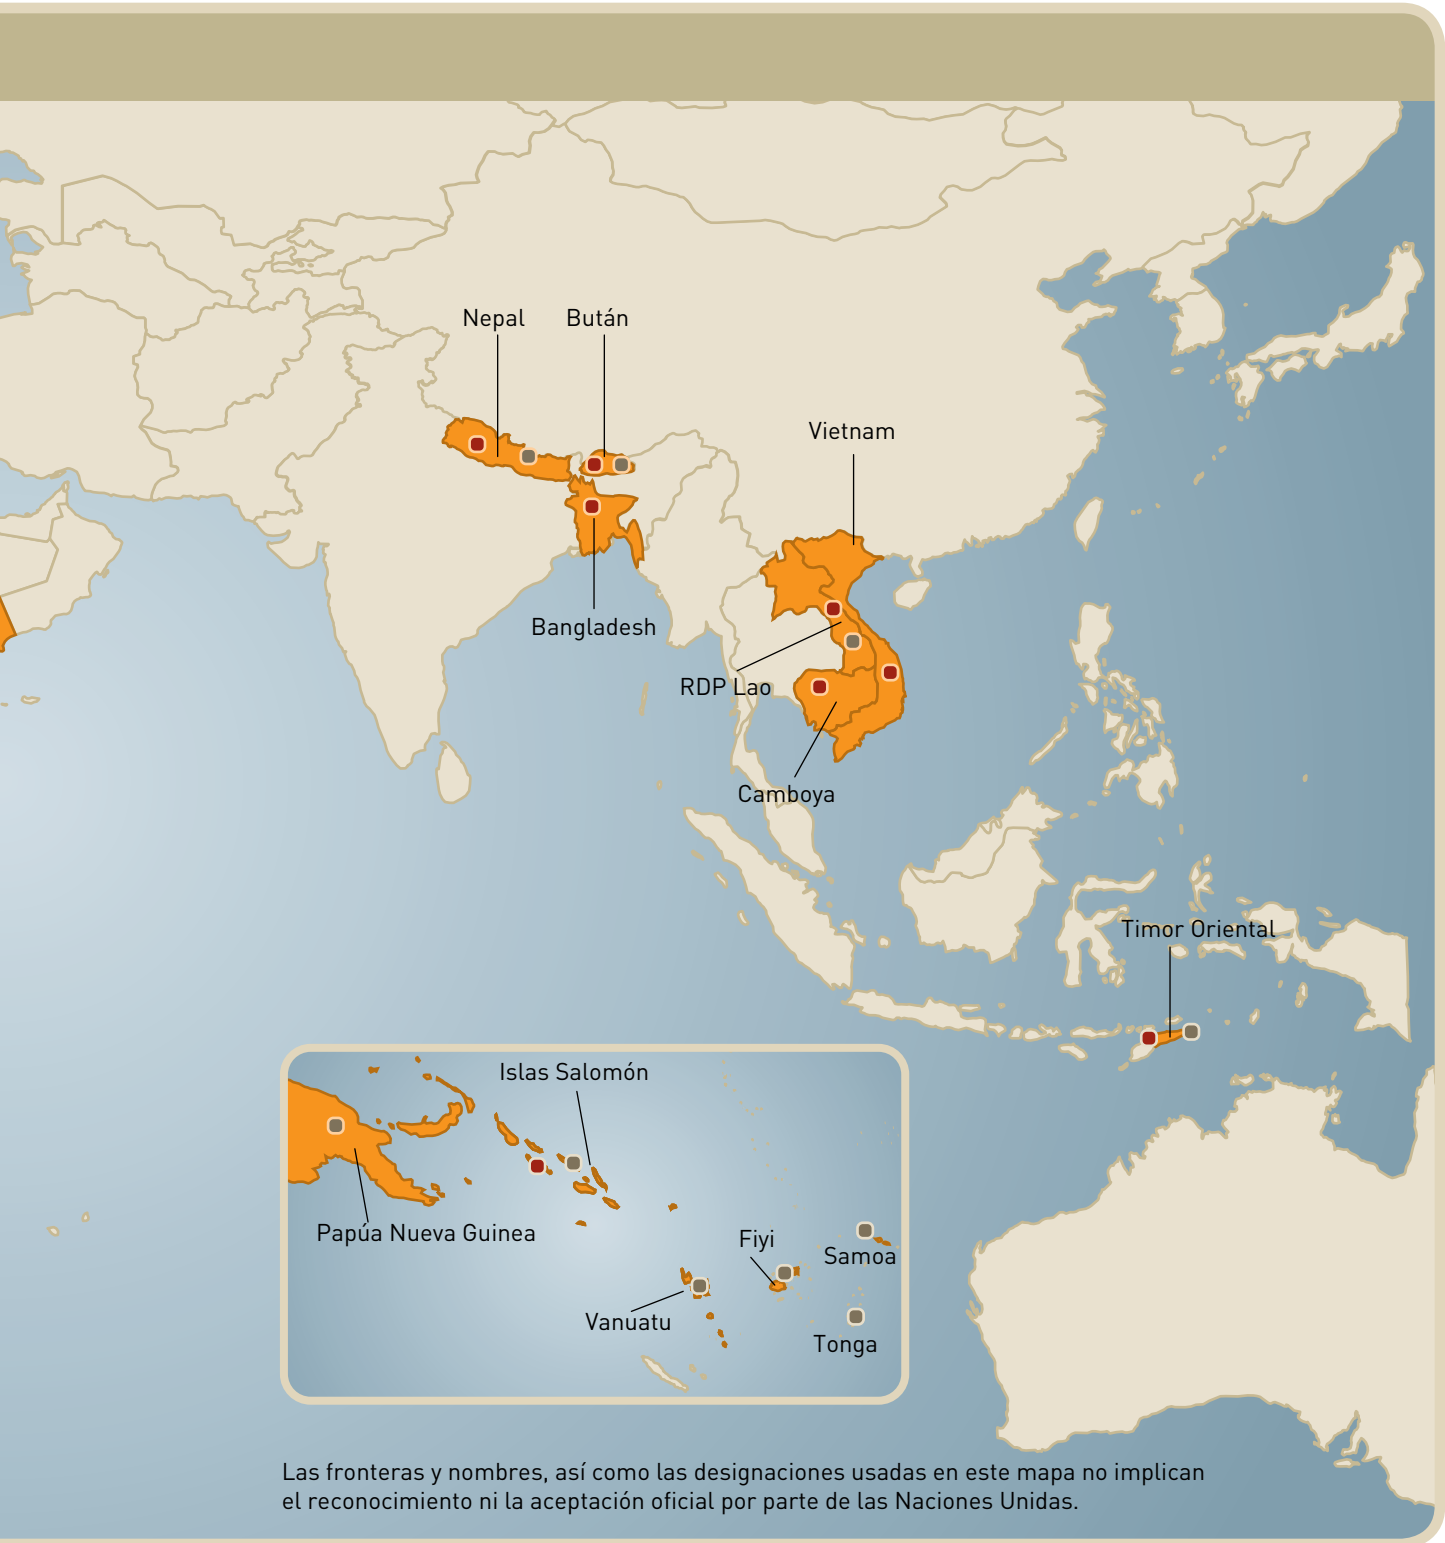 Nepal
Bután
Vietnam
Bangladesh
RDP Lao
Camboya
Timor Oriental
Islas Salomón
Papúa Nueva Guinea
Fiyi
Samoa
Vanuatu
Tonga
Las fronteras y nombres, así como las designaciones usadas en este mapa no implican
el reconocimiento ni la aceptación oficial por parte de las Naciones Unidas.